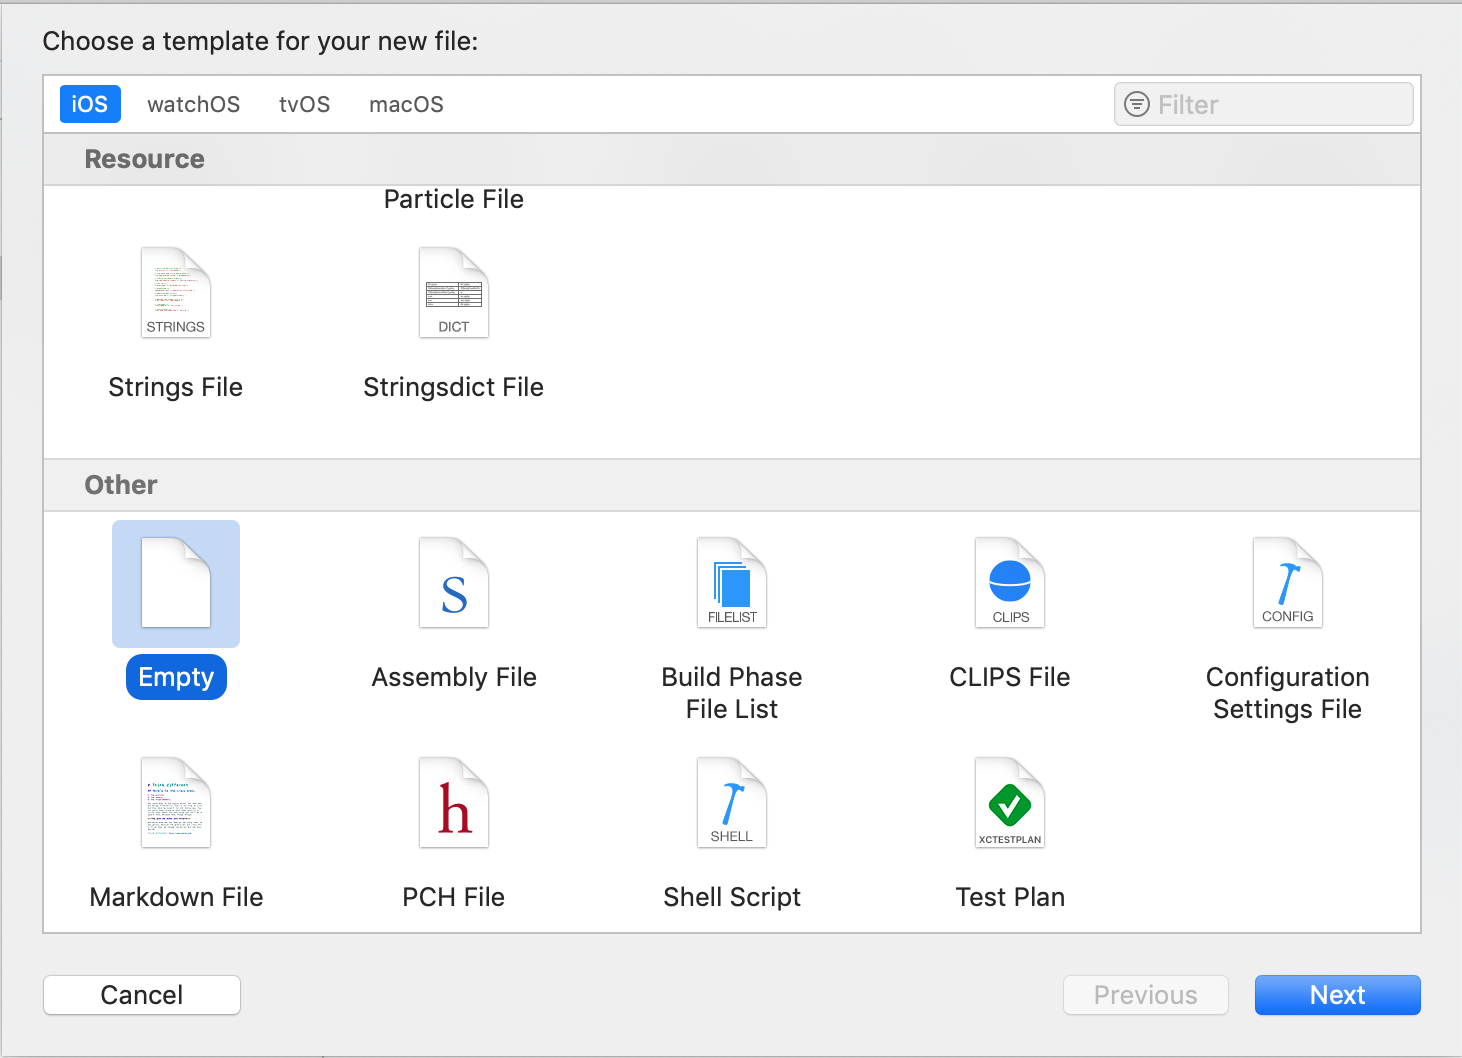 Choose a template for your new file:
iOS watchOS tvOS macOS Filter
Resource
Particle File
STRINGS DICT
Strings File Stringsdict File
Other
S FILELIST CLIPS CONFIG
Empty Assembly File Build Phase File List CLIPS File Configuration Settings File
# Think different
h SHELL XCTESTPLAN
Markdown File PCH File Shell Script Test Plan
Cancel Previous Next